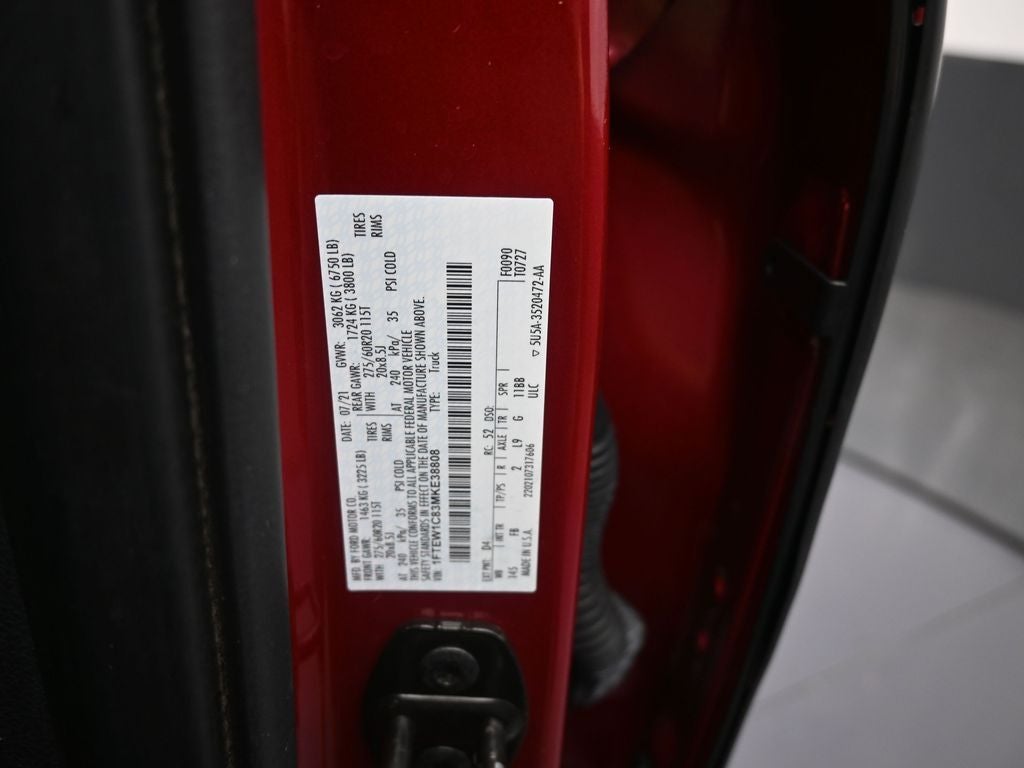 MFD. BY FORD MOTOR CO. DATE: 07/21 GVWR: 3062 KG ( 6750 LB)
FRONT GAWR: 1463 KG ( 3225 LB) REAR GAWR: 1724 KG ( 3800 LB)
WITH 275/60R20 115T TIRES WITH 275/60R20 115T TIRES
20x8.5J RIMS 20x8.5J RIMS
AT 240 kPa/ 35 PSI COLD AT 240 kPa/ 35 PSI COLD
THIS VEHICLE CONFORMS TO ALL APPLICABLE FEDERAL MOTOR VEHICLE
SAFETY STANDARDS IN EFFECT ON THE DATE OF MANUFACTURE SHOWN ABOVE.
VIN: 1FTEW1C83MKE38808 TYPE: Truck
EXT PNT: D4 RC: 52 DSO: F0090
WB INT TR TP/PS R AXLE TR SPR T0727
145 FB 2 L9 G 11BB
MADE IN U.S.A. 2202107317606 ULC ▽ 5U5A-3520472-AA